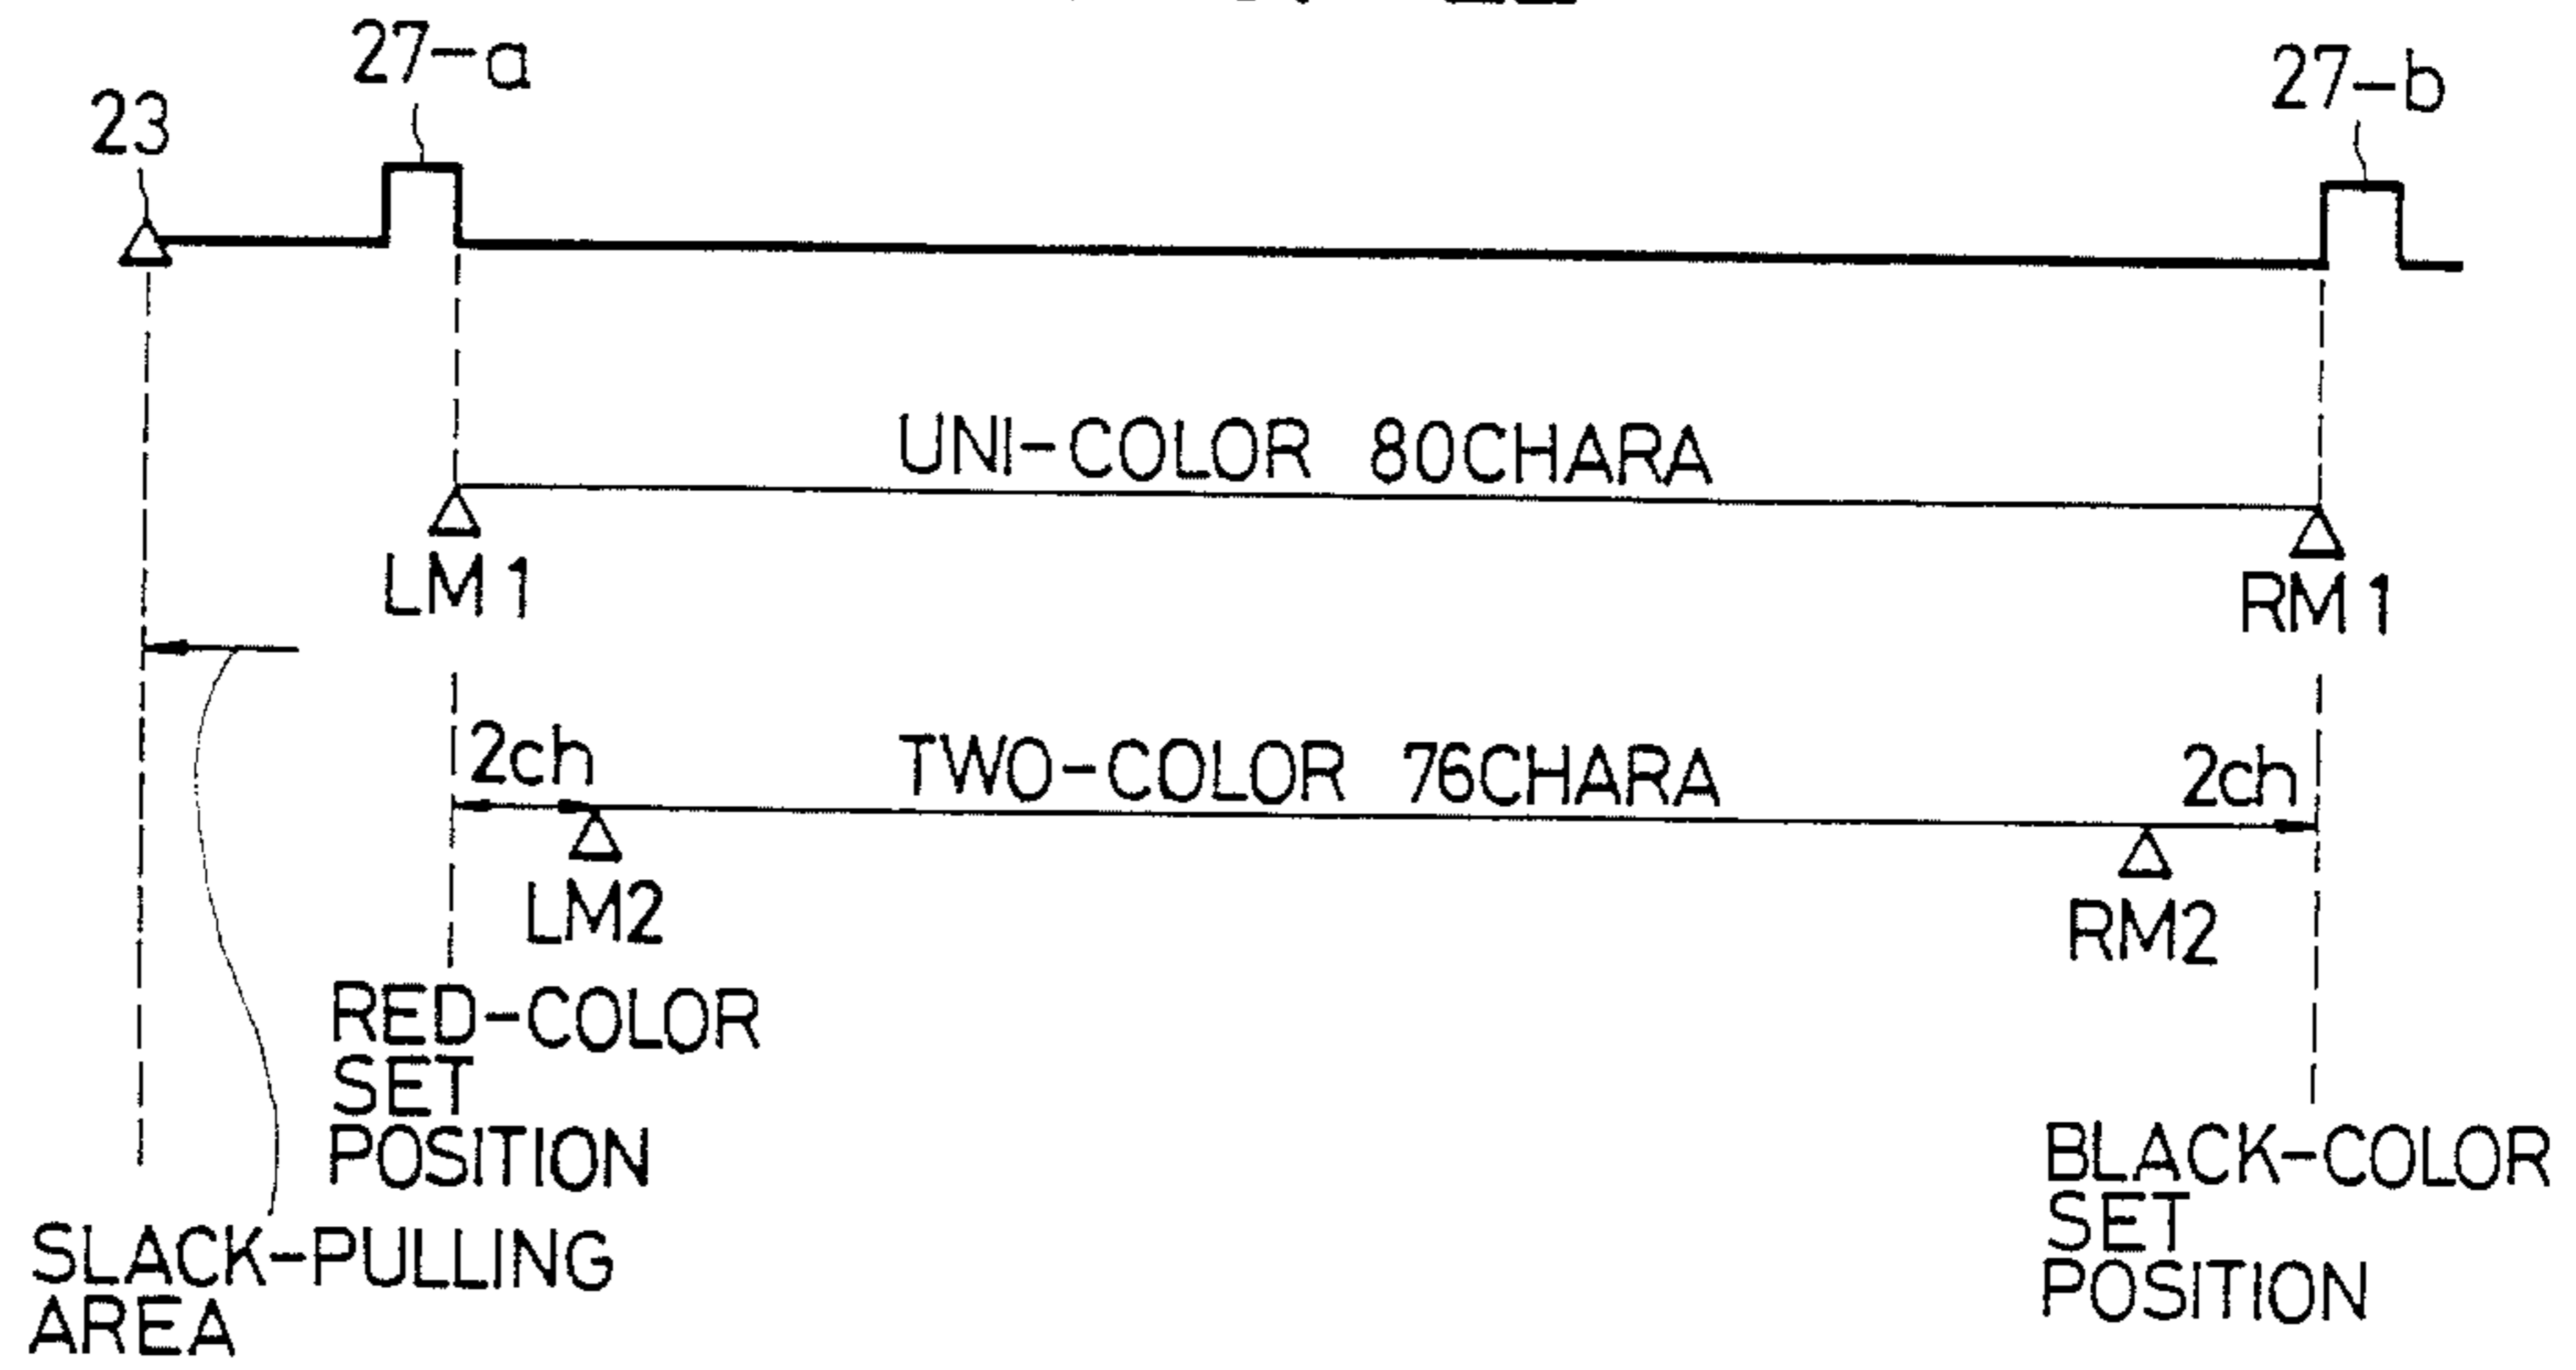 27-a
27-b
23
UNI-COLOR 80CHARA
LM1
RM1
2ch
TWO-COLOR 76CHARA
2ch
LM2
RM2
RED-COLOR
SET
POSITION
BLACK-COLOR
SET
POSITION
SLACK-PULLING
AREA